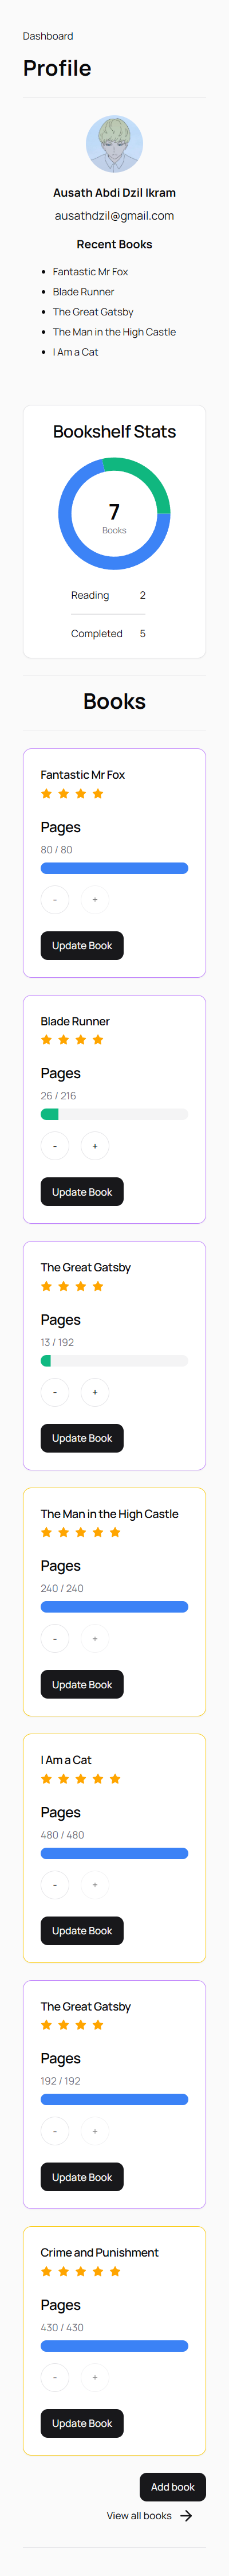 Dashboard
Profile
Ausath Abdi Dzil Ikram
ausathdzil@gmail.com
Recent Books
Fantastic Mr Fox
Blade Runner
The Great Gatsby
The Man in the High Castle
I Am a Cat
Bookshelf Stats
7
Books
Reading 2
Completed 5
Books
Fantastic Mr Fox
Pages
80 / 80
- +
Update Book
Blade Runner
Pages
26 / 216
- +
Update Book
The Great Gatsby
Pages
13 / 192
- +
Update Book
The Man in the High Castle
Pages
240 / 240
- +
Update Book
I Am a Cat
Pages
480 / 480
- +
Update Book
The Great Gatsby
Pages
192 / 192
- +
Update Book
Crime and Punishment
Pages
430 / 430
- +
Update Book
Add book
View all books